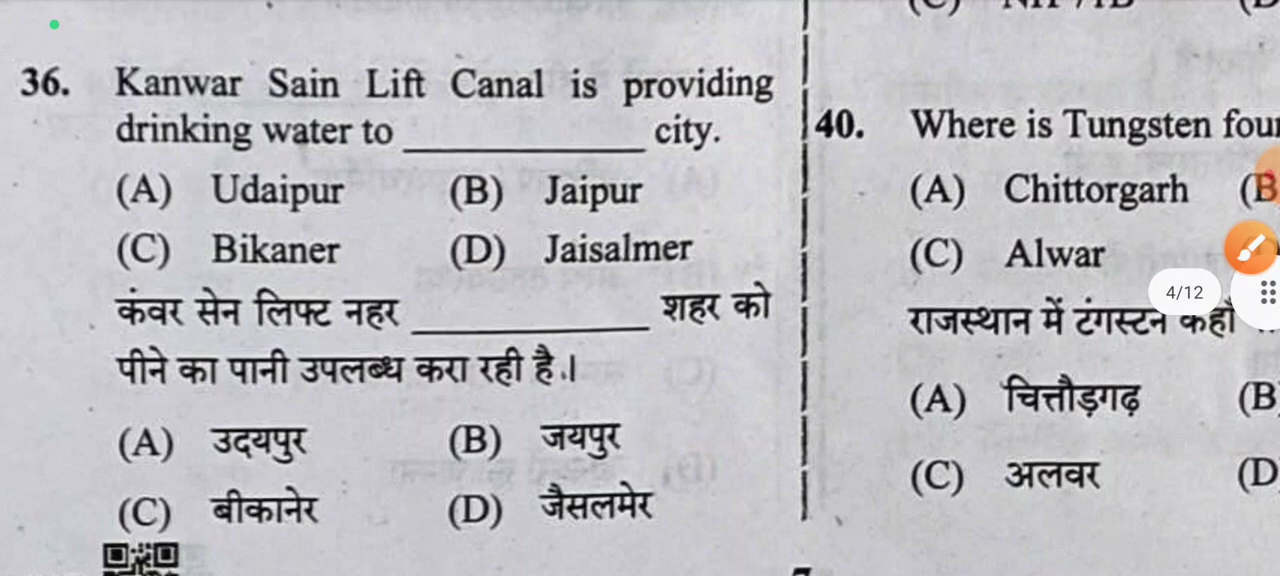 36. Kanwar Sain Lift Canal is providing
drinking water to ____________ city.
(A) Udaipur (B) Jaipur
(C) Bikaner (D) Jaisalmer
कंवर सेन लिफ्ट नहर ____________ शहर को
पीने का पानी उपलब्ध करा रही है।
(A) उदयपुर (B) जयपुर
(C) बीकानेर (D) जैसलमेर
40. Where is Tungsten
(A) Chittorgarh (B
(C) Alwar
राजस्थान में टंगस्टन कहाँ
(A) चित्तौड़गढ़ (B
(C) अलवर (D
4/12